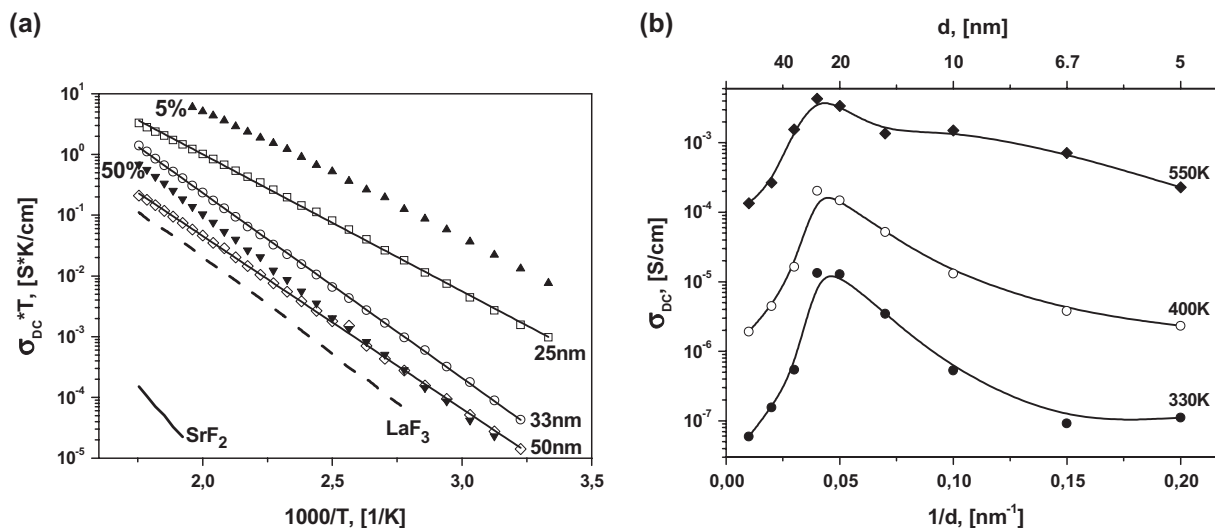 (a)
(b)
d, [nm]
40 20 10 6.7 5
10¹
10⁰
10⁻¹
10⁻²
10⁻³
10⁻⁴
10⁻⁵
σDC*T, [S*K/cm]
5%
50%
25nm
33nm
50nm
LaF₃
SrF₂
2,0 2,5 3,0 3,5
1000/T, [1/K]
10⁻³
10⁻⁴
10⁻⁵
10⁻⁶
10⁻⁷
σDC, [S/cm]
550K
400K
330K
0,00 0,05 0,10 0,15 0,20
1/d, [nm⁻¹]